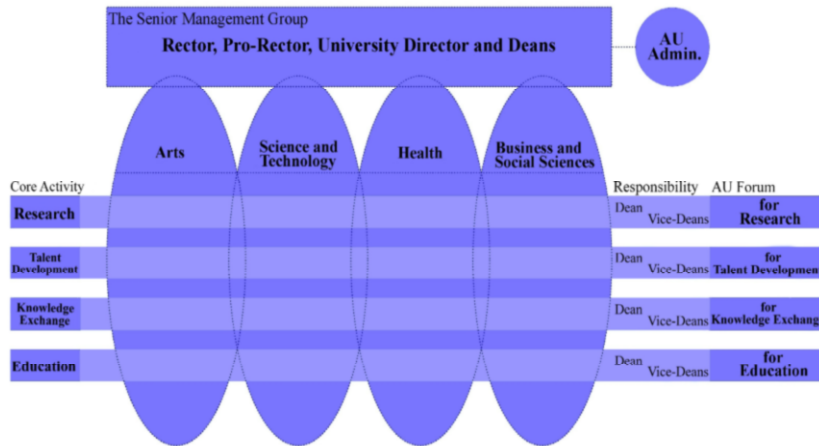 The Senior Management Group
Rector, Pro-Rector, University Director and Deans
AU
Admin.
Arts
Science and
Technology
Health
Business and
Social Sciences
Core Activity
Responsibility
AU Forum
Research
Dean
Vice-Deans
for
Research
Talent
Development
Dean
Vice-Deans
for
Talent Development
Knowledge
Exchange
Dean
Vice-Deans
for
Knowledge Exchang
Education
Dean
Vice-Deans
for
Education